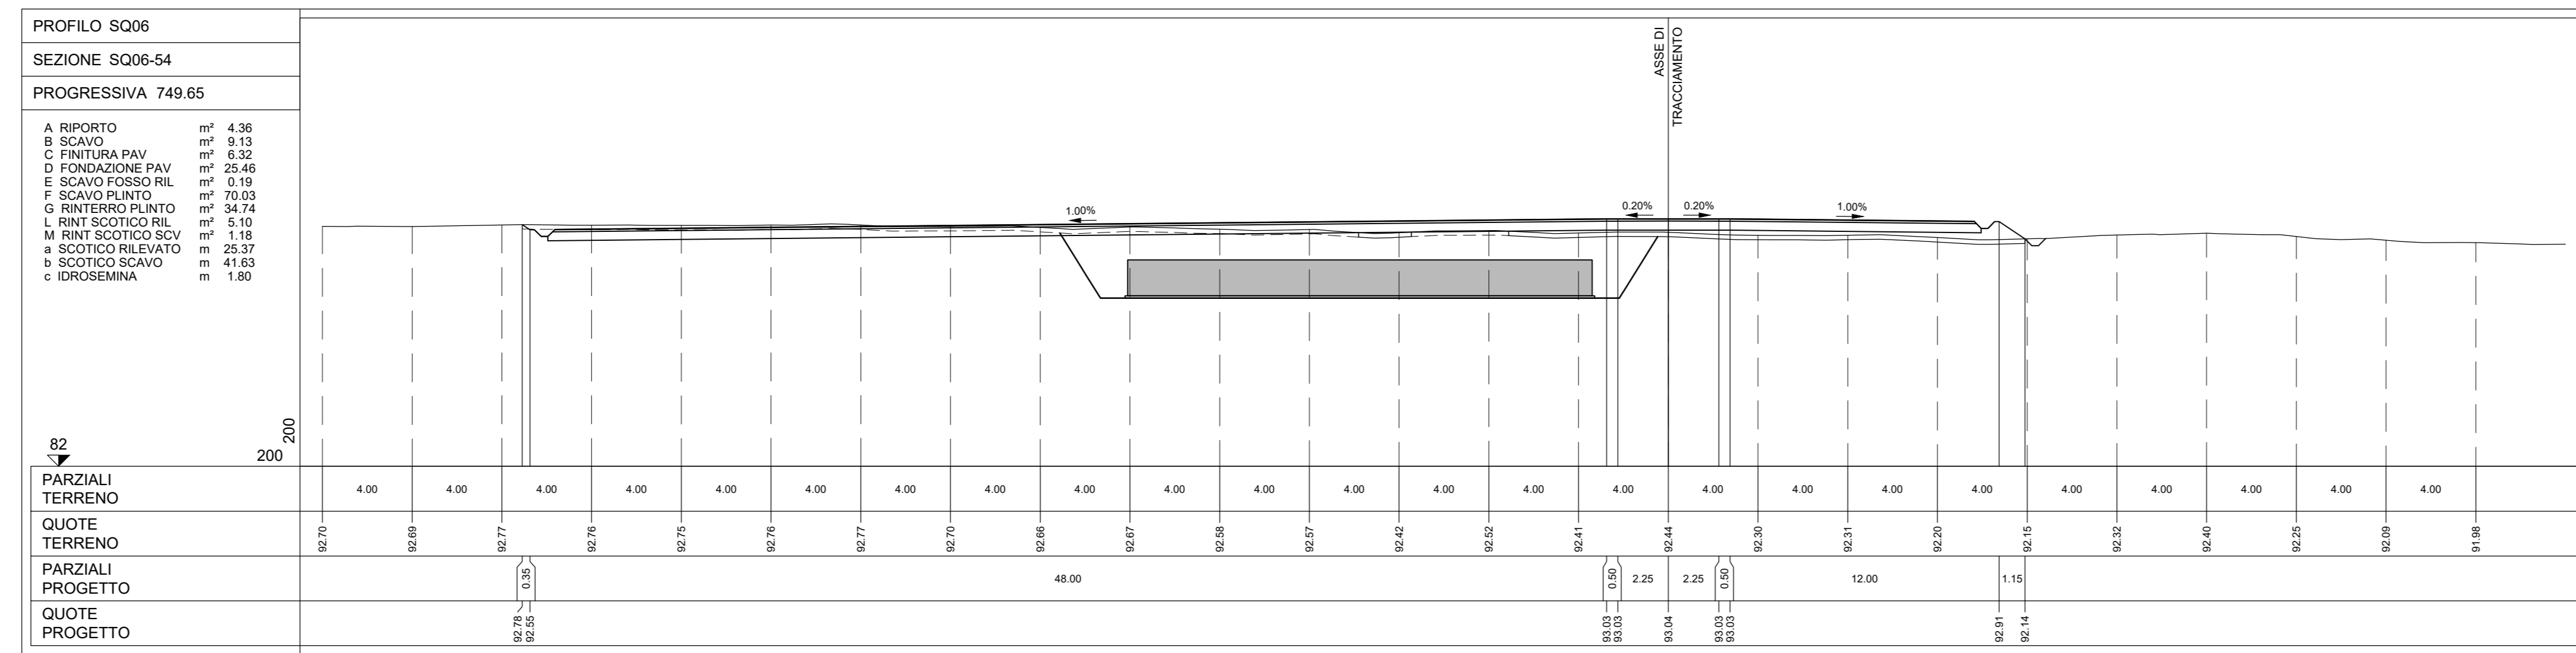 PROFILO SQ06
SEZIONE SQ06-54
PROGRESSIVA 749.65
A RIPORTO m² 4.36
B SCAVO m² 9.13
C FINITURA PAV m² 6.32
D FONDAZIONE PAV m² 25.46
E SCAVO FOSSO RIL m² 0.19
F SCAVO PLINTO m² 70.03
G RINTERRO PLINTO m² 34.74
L RINT SCOTICO RIL m² 5.10
M RINT SCOTICO SCV m² 1.18
a SCOTICO RILEVATO m 25.37
b SCOTICO SCAVO m 41.63
c IDROSEMINA m 1.80
82
200
200
ASSE DI
TRACCIAMENTO
1.00%
0.20%
0.20%
1.00%
PARZIALI
TERRENO
4.00 4.00 4.00 4.00 4.00 4.00 4.00 4.00 4.00 4.00 4.00 4.00 4.00 4.00 4.00 4.00 4.00 4.00 4.00 4.00 4.00 4.00 4.00 4.00
QUOTE
TERRENO
92.70 92.69 92.77 92.76 92.75 92.76 92.77 92.70 92.66 92.67 92.58 92.57 92.42 92.52 92.41 92.44 92.30 92.31 92.20 92.15 92.32 92.40 92.25 92.09 91.98
PARZIALI
PROGETTO
0.35 48.00 0.50 2.25 2.25 0.50 12.00 1.15
QUOTE
PROGETTO
92.78 92.55 93.03 93.03 93.04 93.03 93.03 92.91 92.14